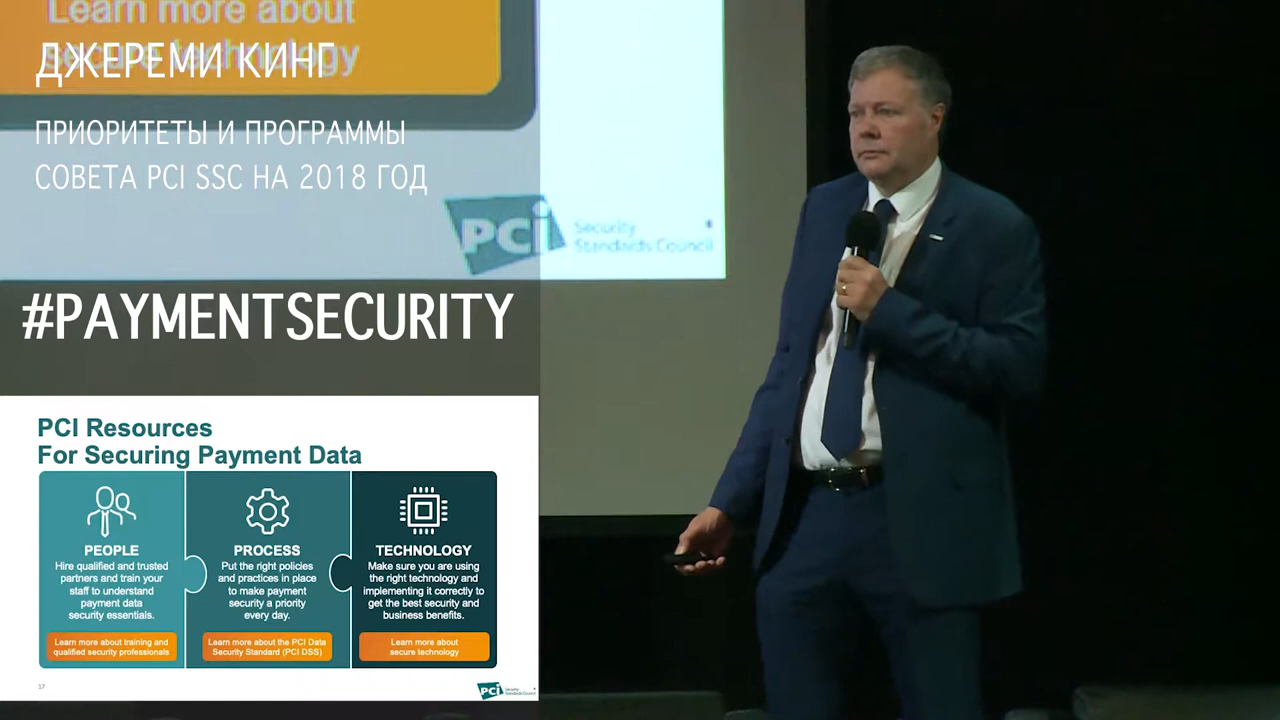 Learn more about
secure technology
ДЖЕРЕМИ КИНГ
ПРИОРИТЕТЫ И ПРОГРАММЫ
СОВЕТА PCI SSC НА 2018 ГОД
PCi Security
Standards Council
#PAYMENTSECURITY
PCI Resources
For Securing Payment Data
PEOPLE
Hire qualified and trusted
partners and train your
staff to understand
payment data
security essentials.
Learn more about training and
qualified security professionals
PROCESS
Put the right policies
and practices in place
to make payment
security a priority
every day.
Learn more about the PCI Data
Security Standard (PCI DSS)
TECHNOLOGY
Make sure you are using
the right technology and
implementing it correctly to
get the best security and
business benefits.
Learn more about
secure technology
17
PCi Security
Standards Council